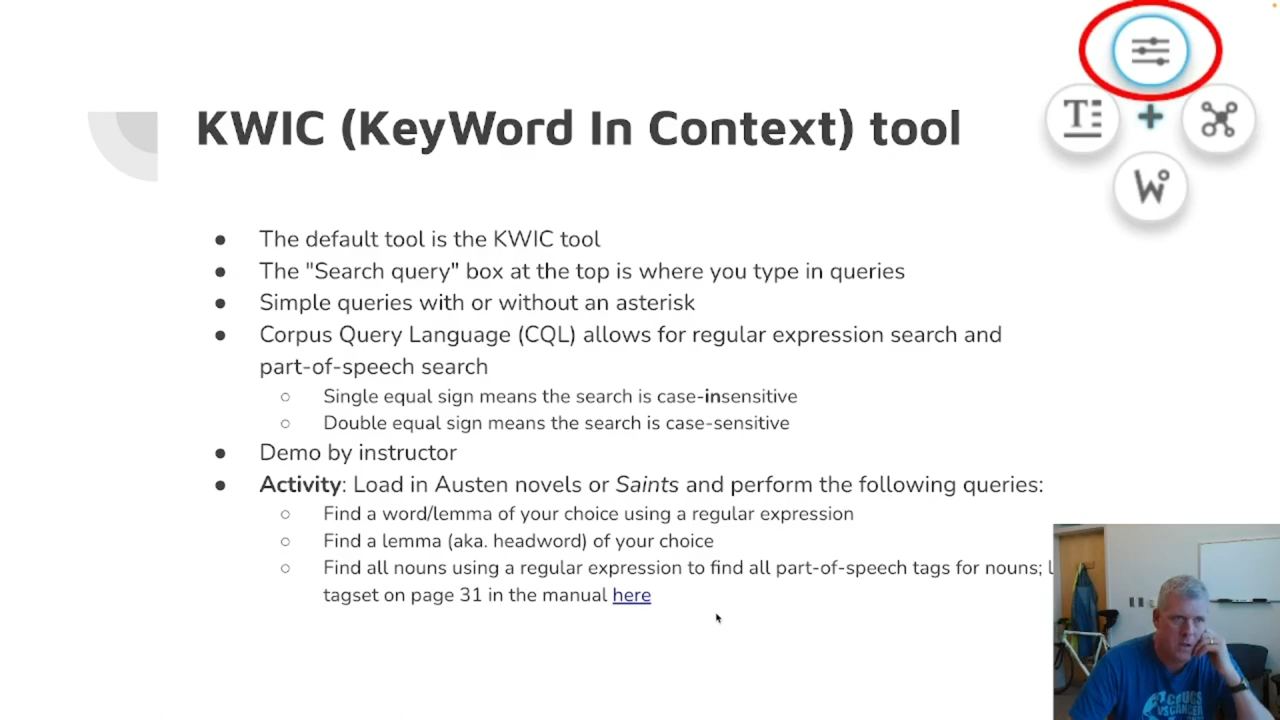 KWIC (KeyWord In Context) tool
● The default tool is the KWIC tool
● The "Search query" box at the top is where you type in queries
● Simple queries with or without an asterisk
● Corpus Query Language (CQL) allows for regular expression search and
part-of-speech search
○ Single equal sign means the search is case-insensitive
○ Double equal sign means the search is case-sensitive
● Demo by instructor
● Activity: Load in Austen novels or Saints and perform the following queries:
○ Find a word/lemma of your choice using a regular expression
○ Find a lemma (aka. headword) of your choice
○ Find all nouns using a regular expression to find all part-of-speech tags for nouns;
tagset on page 31 in the manual here
T
W
COUGS
VS CANCER